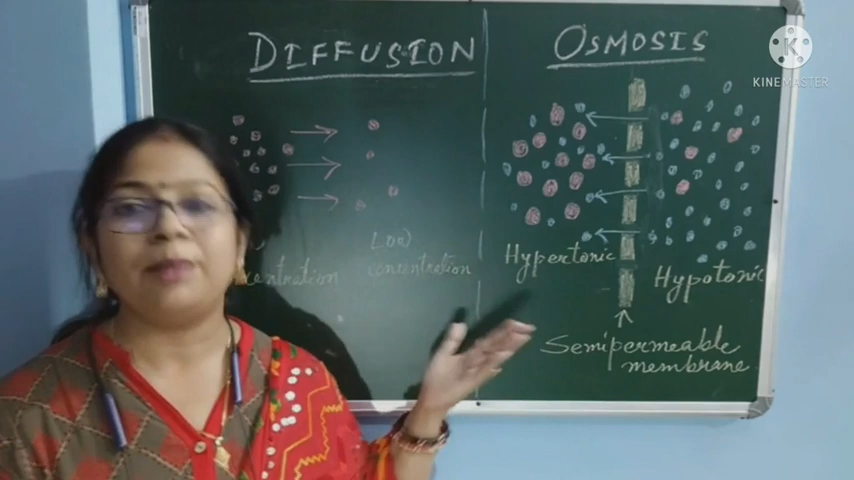 DIFFUSION
Low
concentration
OSMOSIS
Hypertonic
Hypotonic
Semipermeable
membrane
K
KINEMASTER